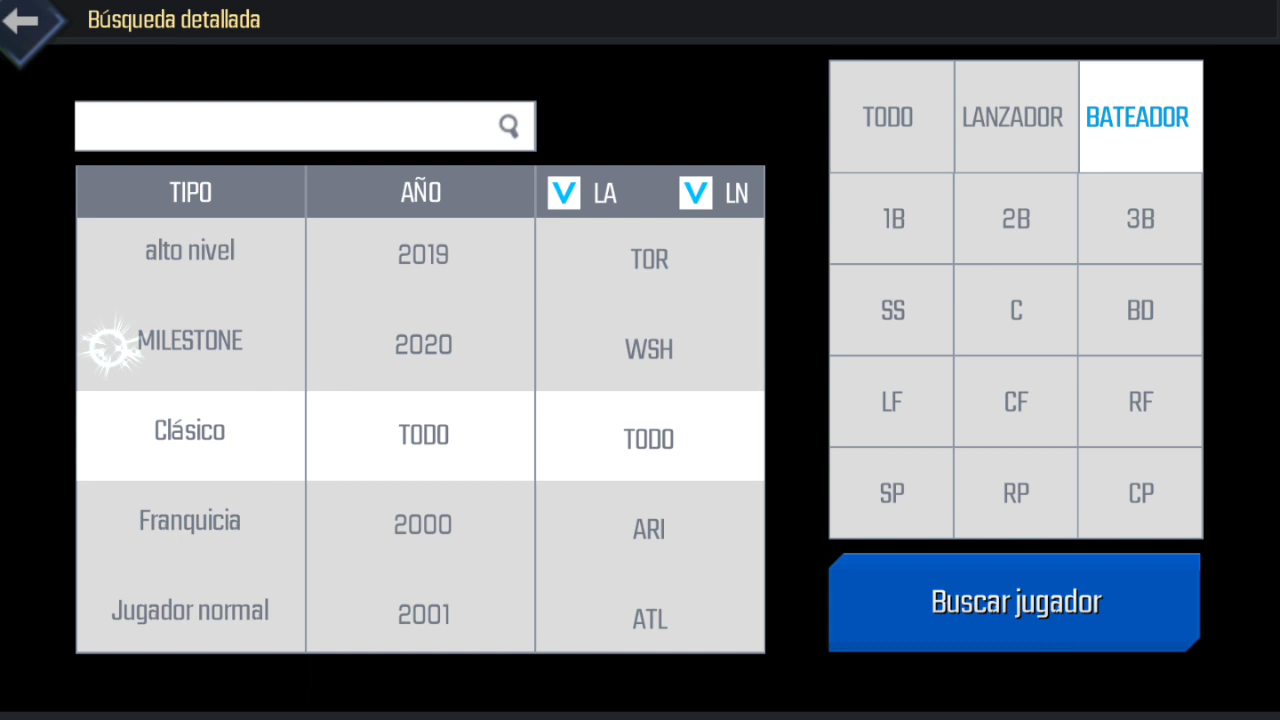 Búsqueda detallada
TIPO AÑO V LA V LN
alto nivel 2019 TOR
MILESTONE 2020 WSH
Clásico TODO TODO
Franquicia 2000 ARI
Jugador normal 2001 ATL
TODO LANZADOR BATEADOR
1B 2B 3B
SS C BD
LF CF RF
SP RP CP
Buscar jugador